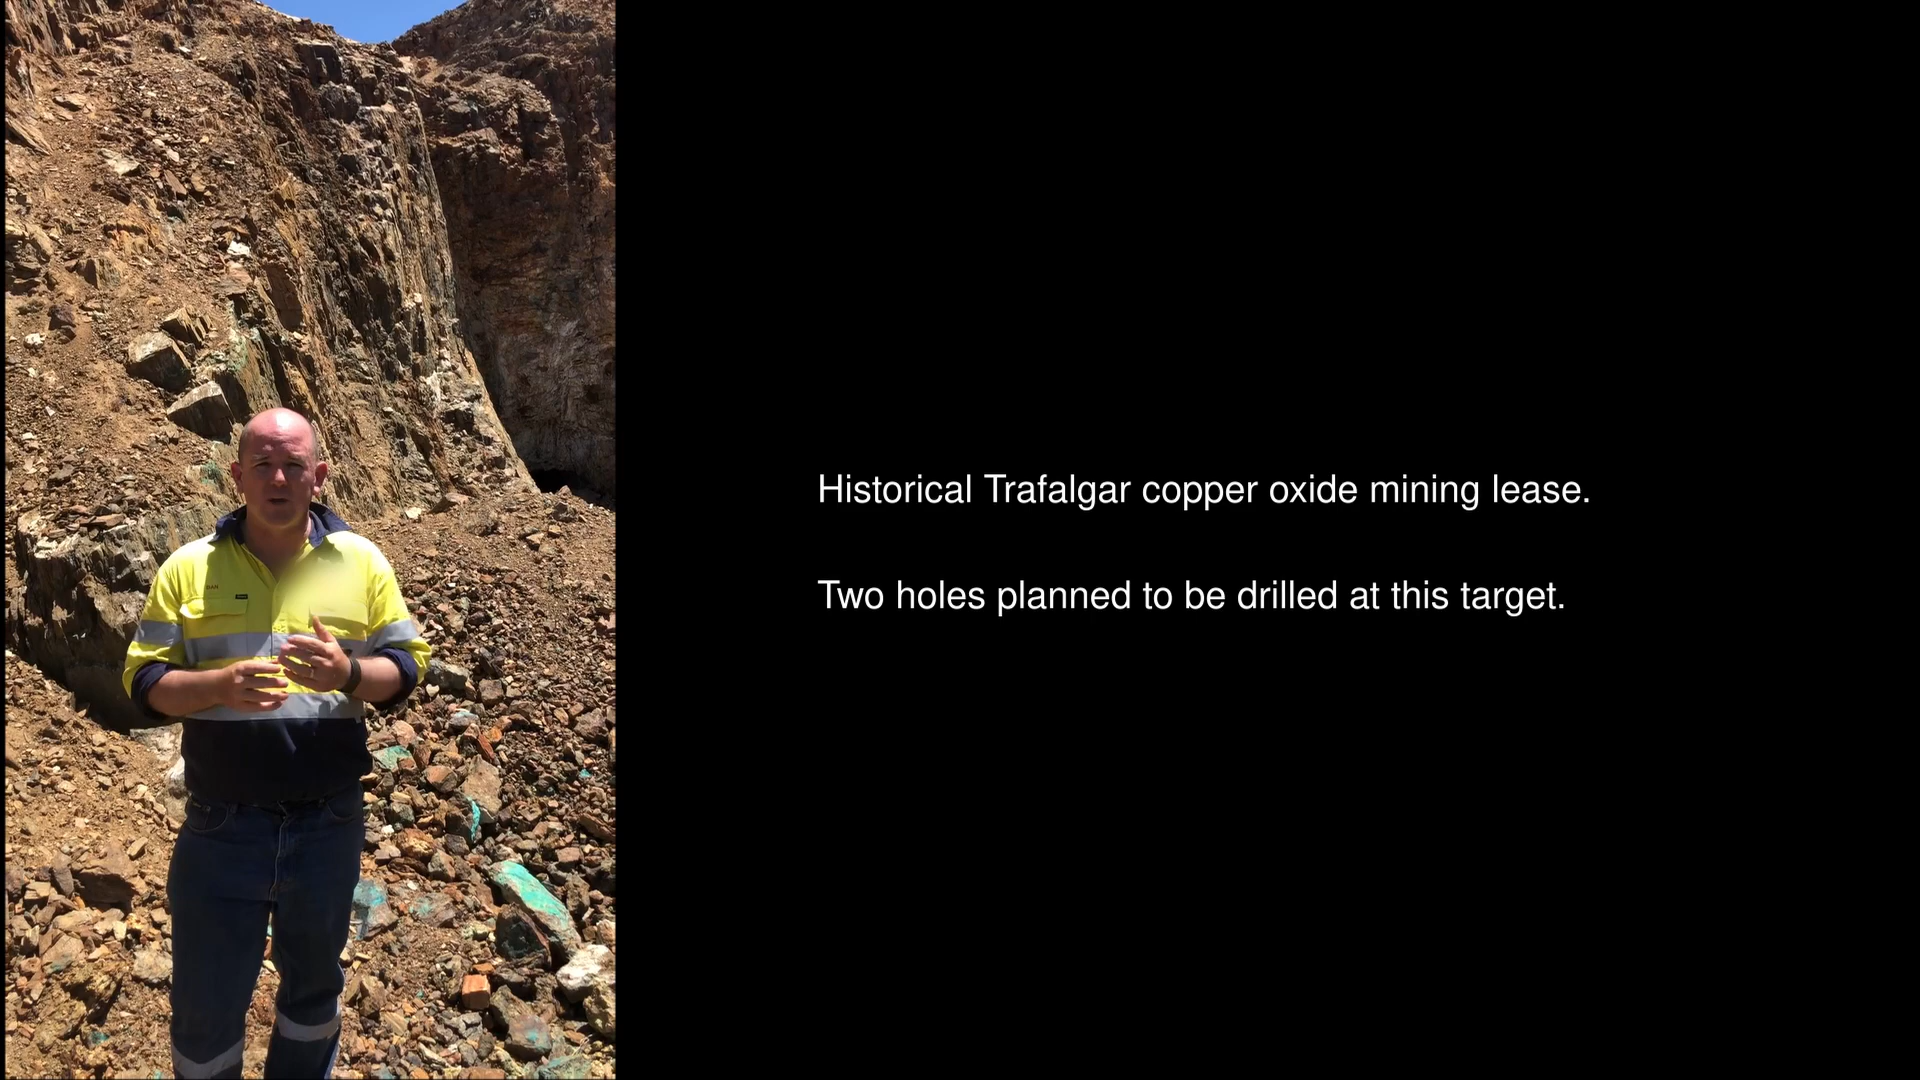 Historical Trafalgar copper oxide mining lease.
Two holes planned to be drilled at this target.